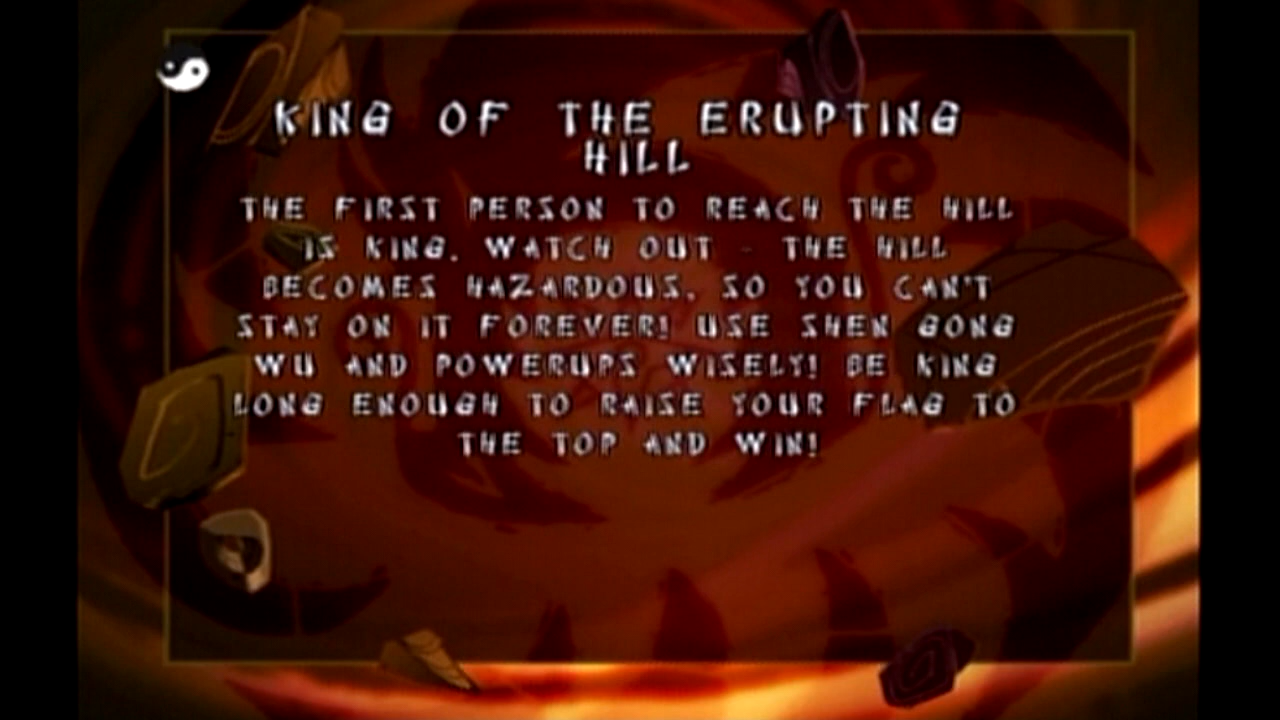 KING OF THE ERUPTING
HILL
THE FIRST PERSON TO REACH THE HILL
IS KING. WATCH OUT - THE HILL
BECOMES HAZARDOUS, SO YOU CAN'T
STAY ON IT FOREVER! USE SHEN GONG
WU AND POWERUPS WISELY! BE KING
LONG ENOUGH TO RAISE YOUR FLAG TO
THE TOP AND WIN!